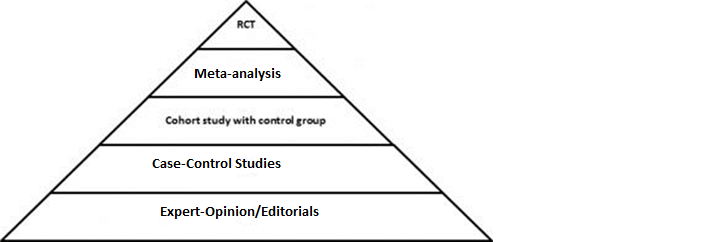 RCT
Meta-analysis
Cohort study with control group
Case-Control Studies
Expert-Opinion/Editorials